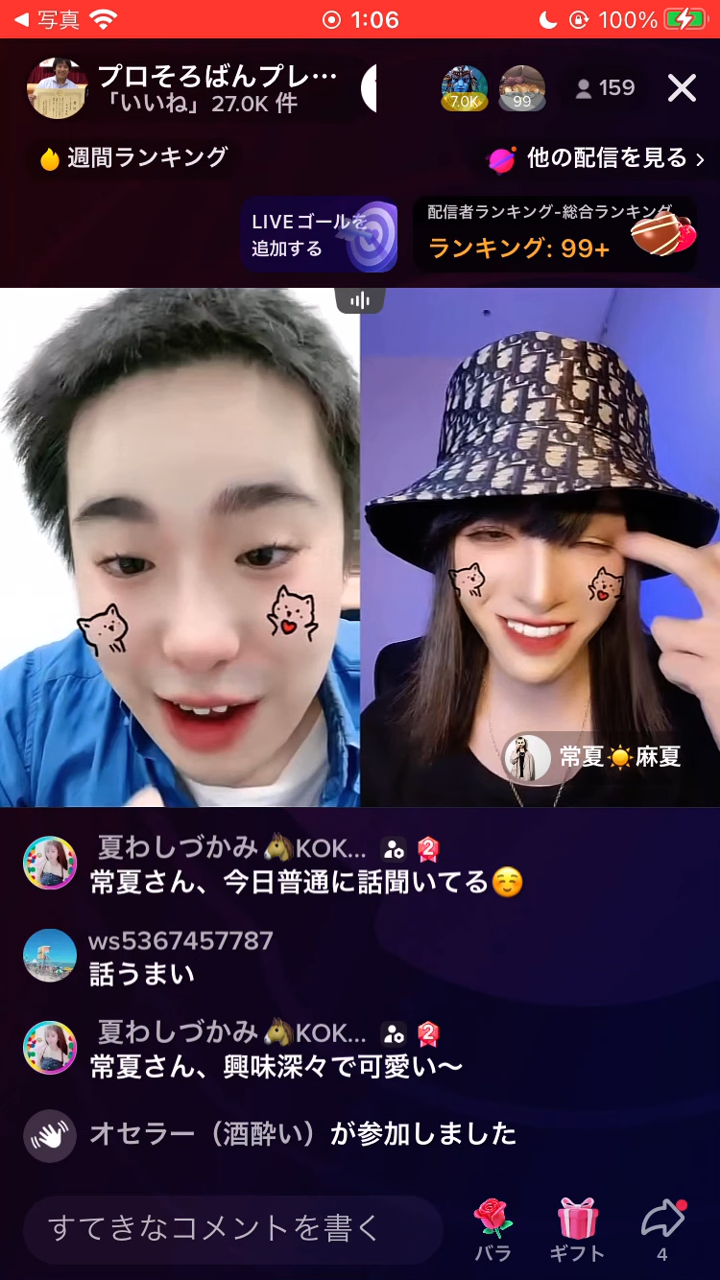 写真
1:06
100%
プロそろばんプレ…
「いいね」27.0K 件
7.0K
99
159
週間ランキング
他の配信を見る
LIVEゴールを
追加する
配信者ランキング-総合ランキング
ランキング: 99+
常夏☀️麻夏
夏わしづかみ🐴KOK... 2
常夏さん、今日普通に話聞いてる☺️
ws5367457787
話うまい
夏わしづかみ🐴KOK... 2
常夏さん、興味深々で可愛い〜
オセラー（酒酔い）が参加しました
すてきなコメントを書く
バラ
ギフト
4